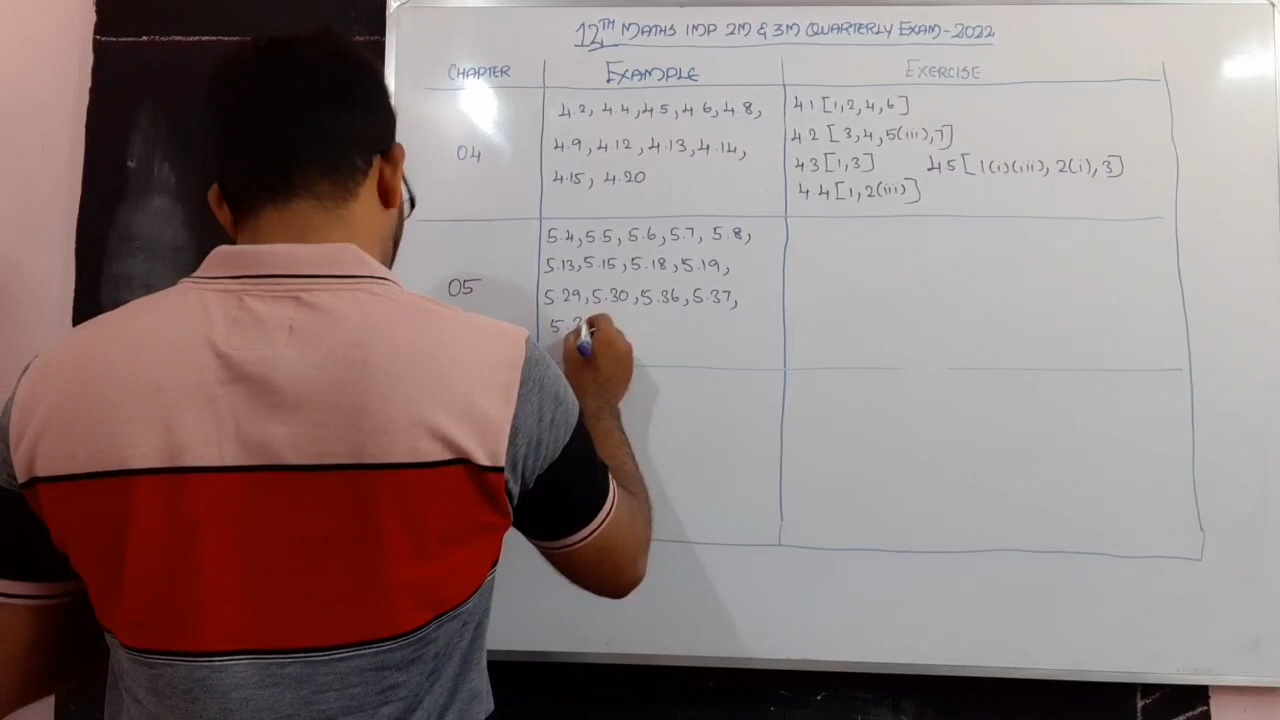 12TH MATHS IMP 2M & 3M QUARTERLY EXAM-2022
CHAPTER EXAMPLE EXERCISE
04
4.2, 4.4, 4.5, 4.6, 4.8,
4.9, 4.12, 4.13, 4.14,
4.15, 4.20
4.1 [1,2,4,6]
4.2 [3,4,5(iii),7]
4.3 [1,3] 4.5 [1(i)(iii), 2(i), 3]
4.4 [1, 2(iii)]
05
5.4, 5.5, 5.6, 5.7, 5.8,
5.13, 5.15, 5.18, 5.19,
5.29, 5.30, 5.36, 5.37,
5.3